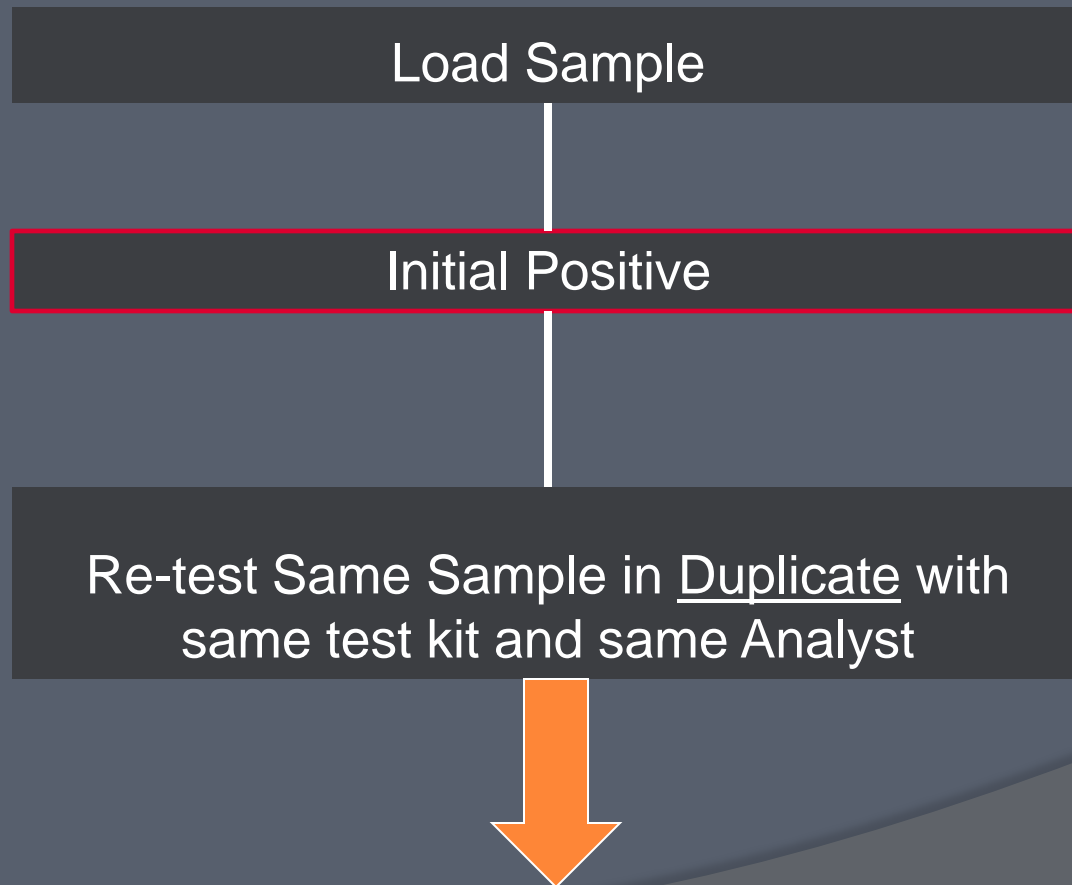 Load Sample
Initial Positive
Re-test Same Sample in Duplicate with
same test kit and same Analyst